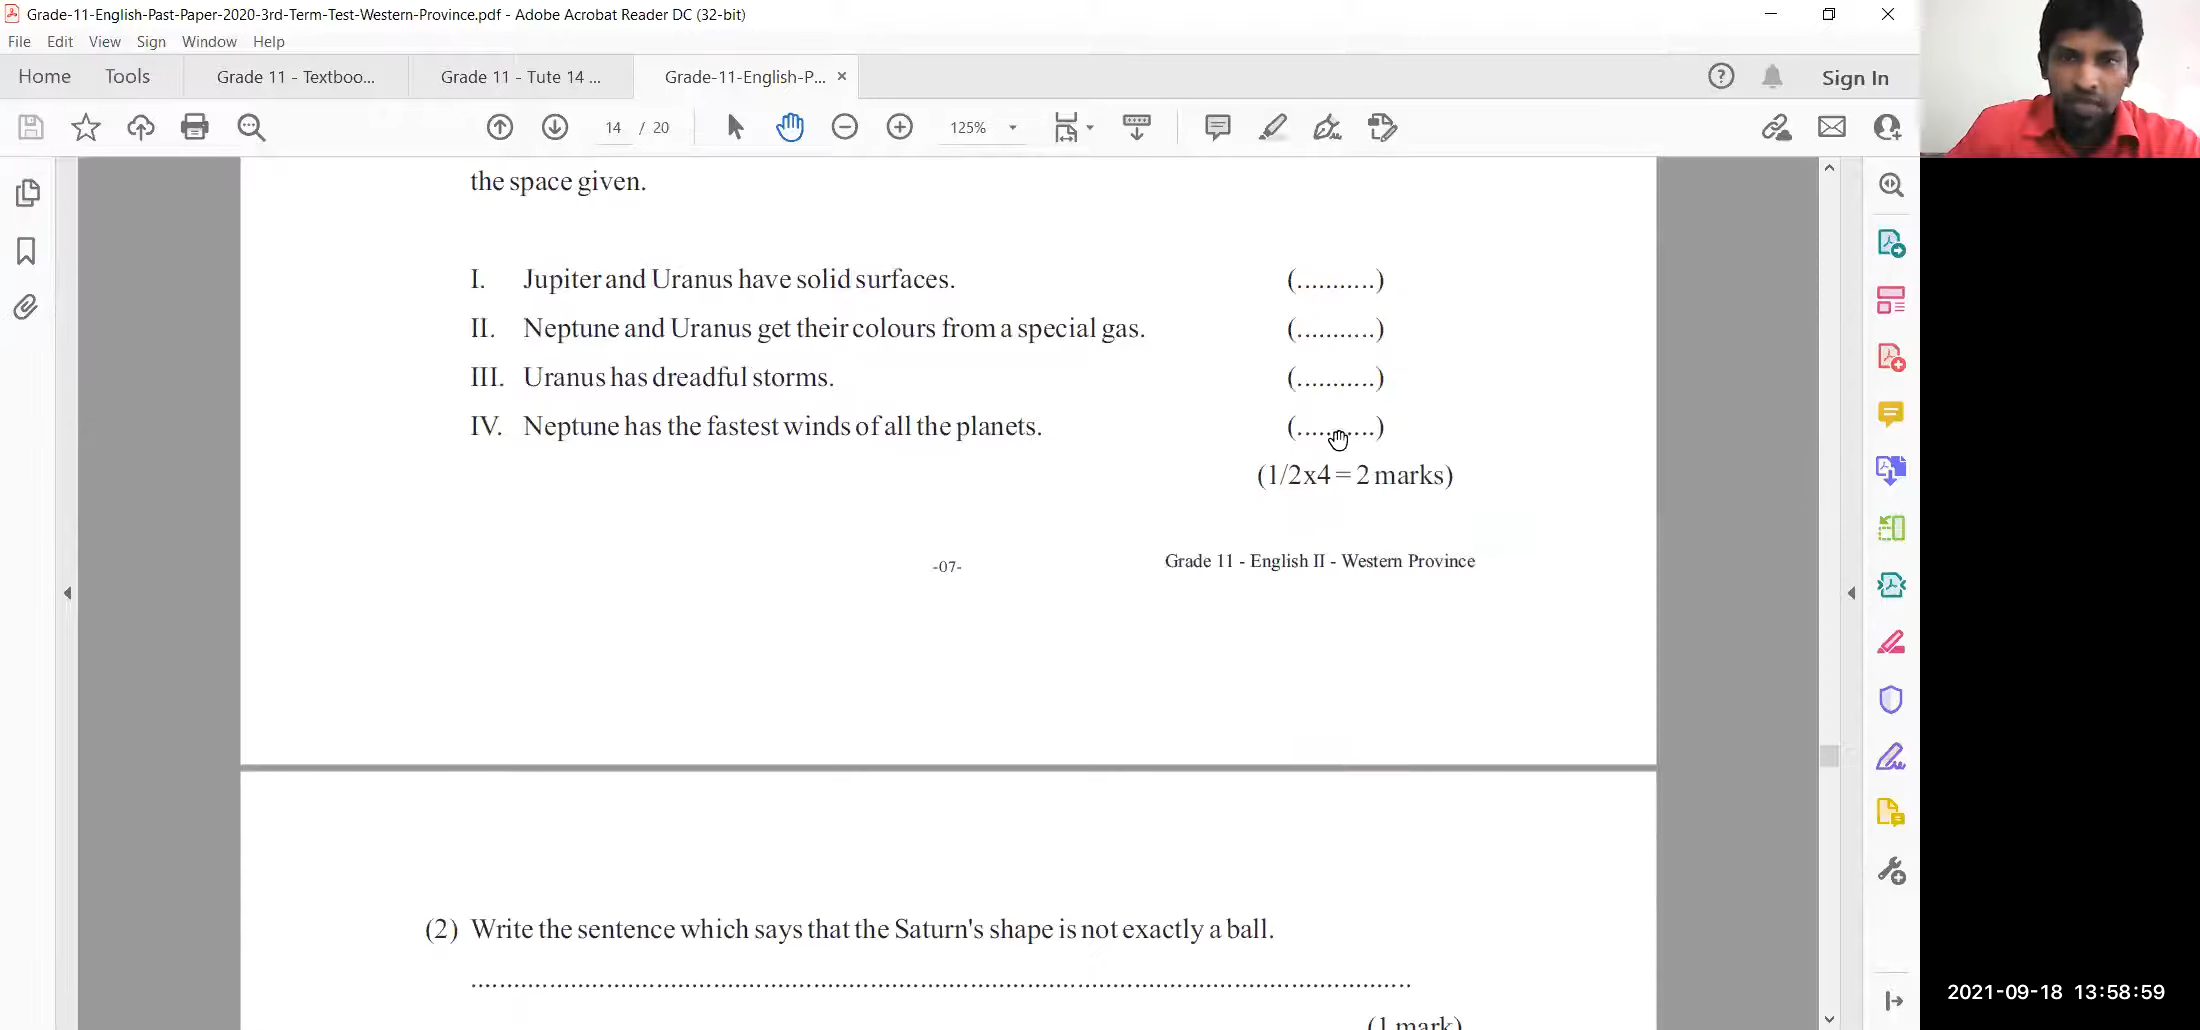 Grade-11-English-Past-Paper-2020-3rd-Term-Test-Western-Province.pdf - Adobe Acrobat Reader DC (32-bit)
File Edit View Sign Window Help
Home Tools Grade 11 - Textboo... Grade 11 - Tute 14 ... Grade-11-English-P... × Sign In
14 / 20 125%
the space given.
I. Jupiter and Uranus have solid surfaces. (...........)
II. Neptune and Uranus get their colours from a special gas. (...........)
III. Uranus has dreadful storms. (...........)
IV. Neptune has the fastest winds of all the planets. (...........)
(1/2x4 = 2 marks)
-07- Grade 11 - English II - Western Province
(2) Write the sentence which says that the Saturn's shape is not exactly a ball.
....................................................................................
(1 mark)
2021-09-18 13:58:59